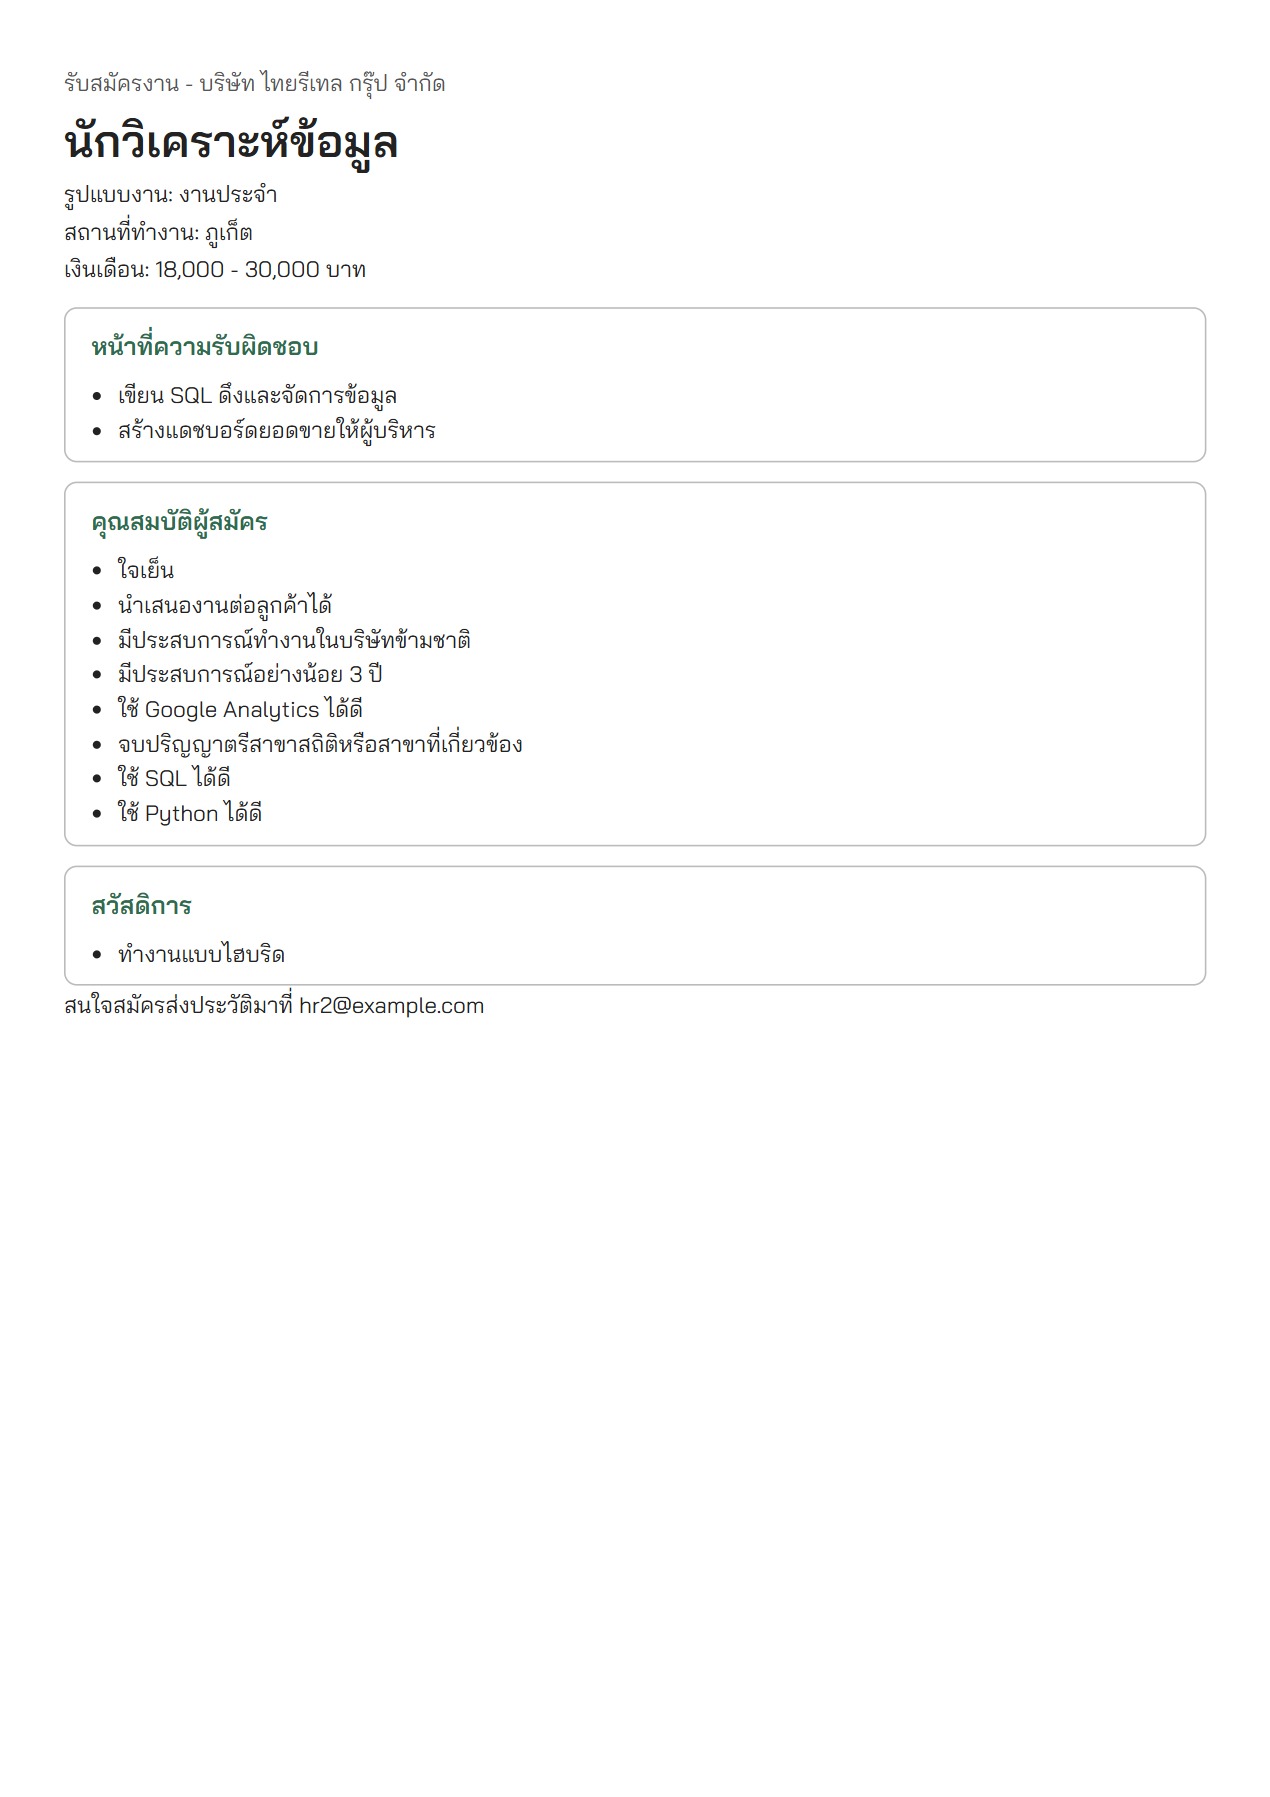 รับสมัครงาน - บริษัท ไทยรีเทล กรุ๊ป จำกัด
นักวิเคราะห์ข้อมูล
รูปแบบงาน: งานประจำ
สถานที่ทำงาน: ภูเก็ต
เงินเดือน: 18,000 - 30,000 บาท
หน้าที่ความรับผิดชอบ
• เขียน SQL ดึงและจัดการข้อมูล
• สร้างแดชบอร์ดยอดขายให้ผู้บริหาร
คุณสมบัติผู้สมัคร
• ใจเย็น
• นำเสนองานต่อลูกค้าได้
• มีประสบการณ์ทำงานในบริษัทข้ามชาติ
• มีประสบการณ์อย่างน้อย 3 ปี
• ใช้ Google Analytics ได้ดี
• จบปริญญาตรีสาขาสถิติหรือสาขาที่เกี่ยวข้อง
• ใช้ SQL ได้ดี
• ใช้ Python ได้ดี
สวัสดิการ
• ทำงานแบบไฮบริด
สนใจสมัครส่งประวัติมาที่ hr2@example.com